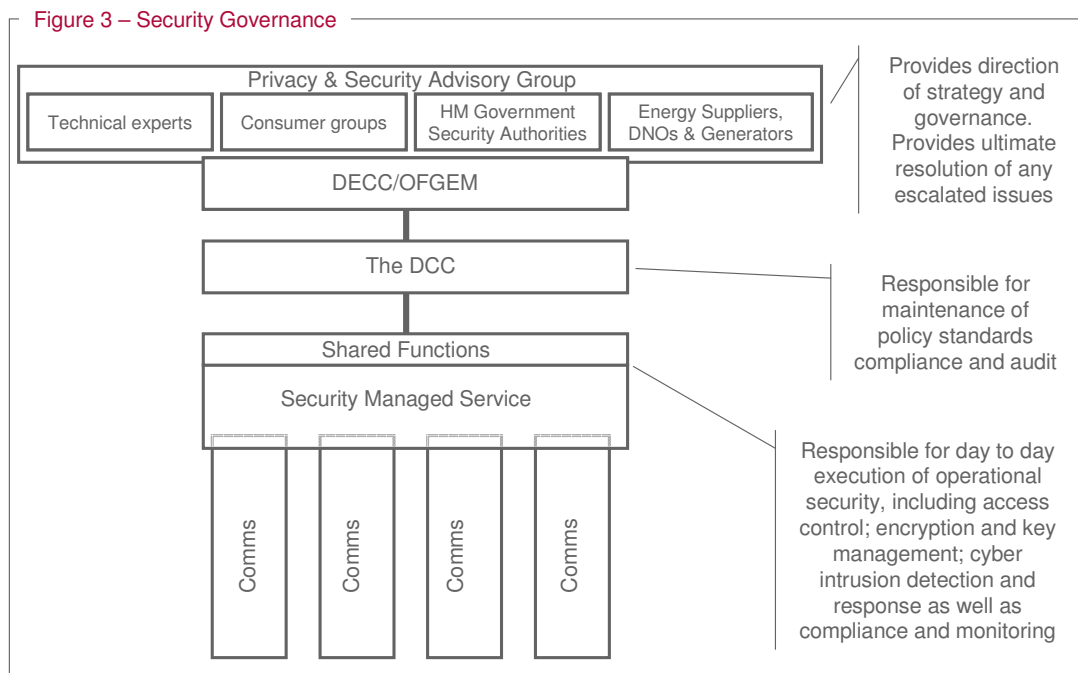 Figure 3 – Security Governance
Privacy & Security Advisory Group
Technical experts
Consumer groups
HM Government
Security Authorities
Energy Suppliers,
DNOs & Generators
DECC/OFGEM
Provides direction
of strategy and
governance.
Provides ultimate
resolution of any
escalated issues
The DCC
Responsible for
maintenance of
policy standards
compliance and audit
Shared Functions
Security Managed Service
Responsible for day to day
execution of operational
security, including access
control; encryption and key
management; cyber
intrusion detection and
response as well as
compliance and monitoring
Comms
Comms
Comms
Comms